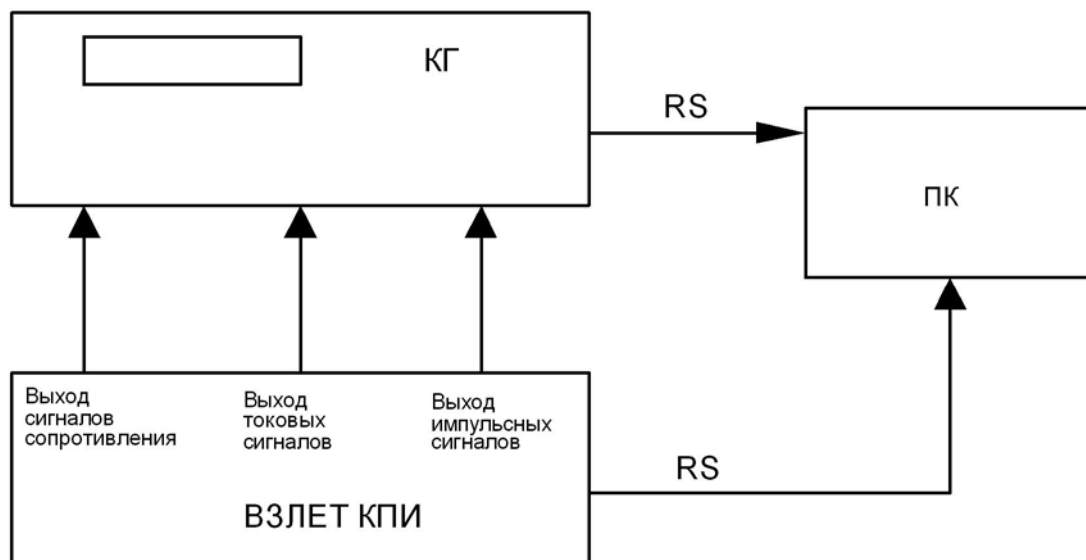 КГ
RS
ПК
Выход
сигналов
сопротивления
Выход
токовых
сигналов
Выход
импульсных
сигналов
RS
ВЗЛЕТ КПИ